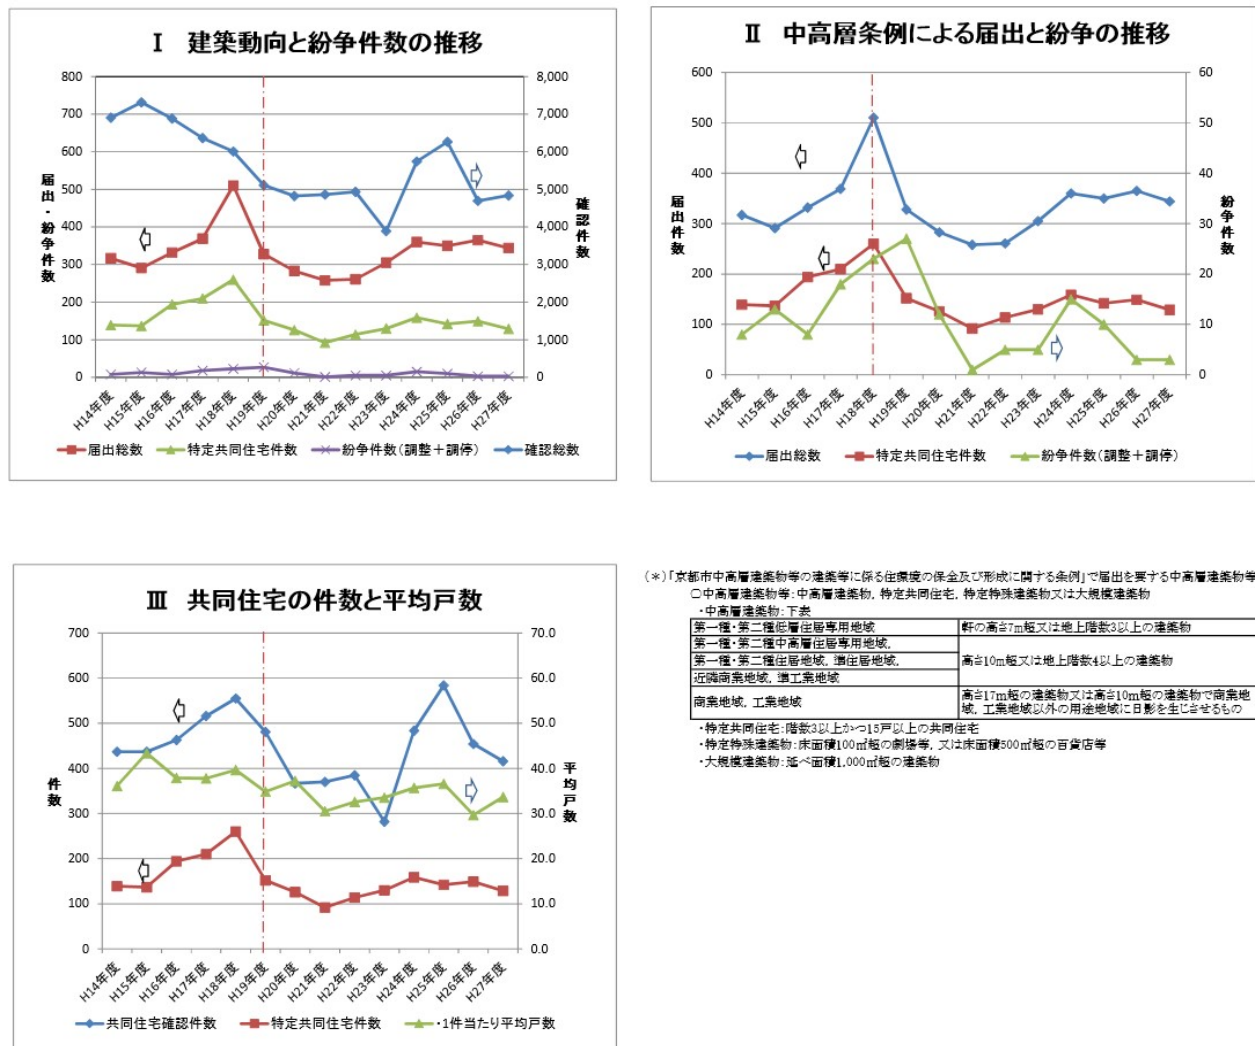 Ⅰ 建築動向と紛争件数の推移
800
700
600
500
400
300
200
100
0
8,000
7,000
6,000
5,000
4,000
3,000
2,000
1,000
0
届出・紛争件数
確認件数
H14年度 H15年度 H16年度 H17年度 H18年度 H19年度 H20年度 H21年度 H22年度 H23年度 H24年度 H25年度 H26年度 H27年度
届出総数 特定共同住宅件数 紛争件数(調整+調停) 確認総数
Ⅱ 中高層条例による届出と紛争の推移
600
500
400
300
200
100
0
60
50
40
30
20
10
0
届出件数
紛争件数
H14年度 H15年度 H16年度 H17年度 H18年度 H19年度 H20年度 H21年度 H22年度 H23年度 H24年度 H25年度 H26年度 H27年度
届出総数 特定共同住宅件数 紛争件数(調整+調停)
Ⅲ 共同住宅の件数と平均戸数
700
600
500
400
300
200
100
0
70.0
60.0
50.0
40.0
30.0
20.0
10.0
0.0
件数
平均戸数
H14年度 H15年度 H16年度 H17年度 H18年度 H19年度 H20年度 H21年度 H22年度 H23年度 H24年度 H25年度 H26年度 H27年度
共同住宅確認件数 特定共同住宅件数 ・1件当たり平均戸数
(*)「京都市中高層建築物等の建築等に係る住環境の保全及び形成に関する条例」で届出を要する中高層建築物等
○中高層建築物等:中高層建築物,特定共同住宅,特定特殊建築物又は大規模建築物
・中高層建築物:下表
第一種・第二種低層住居専用地域 軒の高さ7m超又は地上階数3以上の建築物
第一種・第二種中高層住居専用地域,
第一種・第二種住居地域,準住居地域, 高さ10m超又は地上階数4以上の建築物
近隣商業地域,準工業地域
商業地域,工業地域 高さ17m超の建築物又は高さ10m超の建築物で商業地
域,工業地域以外の用途地域に日影を生じさせるもの
・特定共同住宅:階数3以上かつ15戸以上の共同住宅
・特定特殊建築物:床面積100㎡超の劇場等,又は床面積500㎡超の百貨店等
・大規模建築物:延べ面積1,000㎡超の建築物